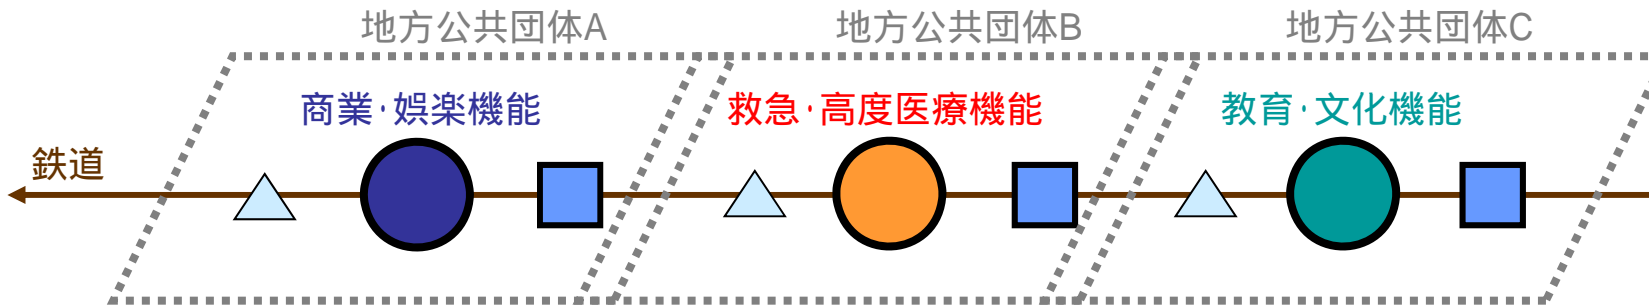 地方公共団体A
地方公共団体B
地方公共団体C
商業・娯楽機能
救急・高度医療機能
教育・文化機能
鉄道